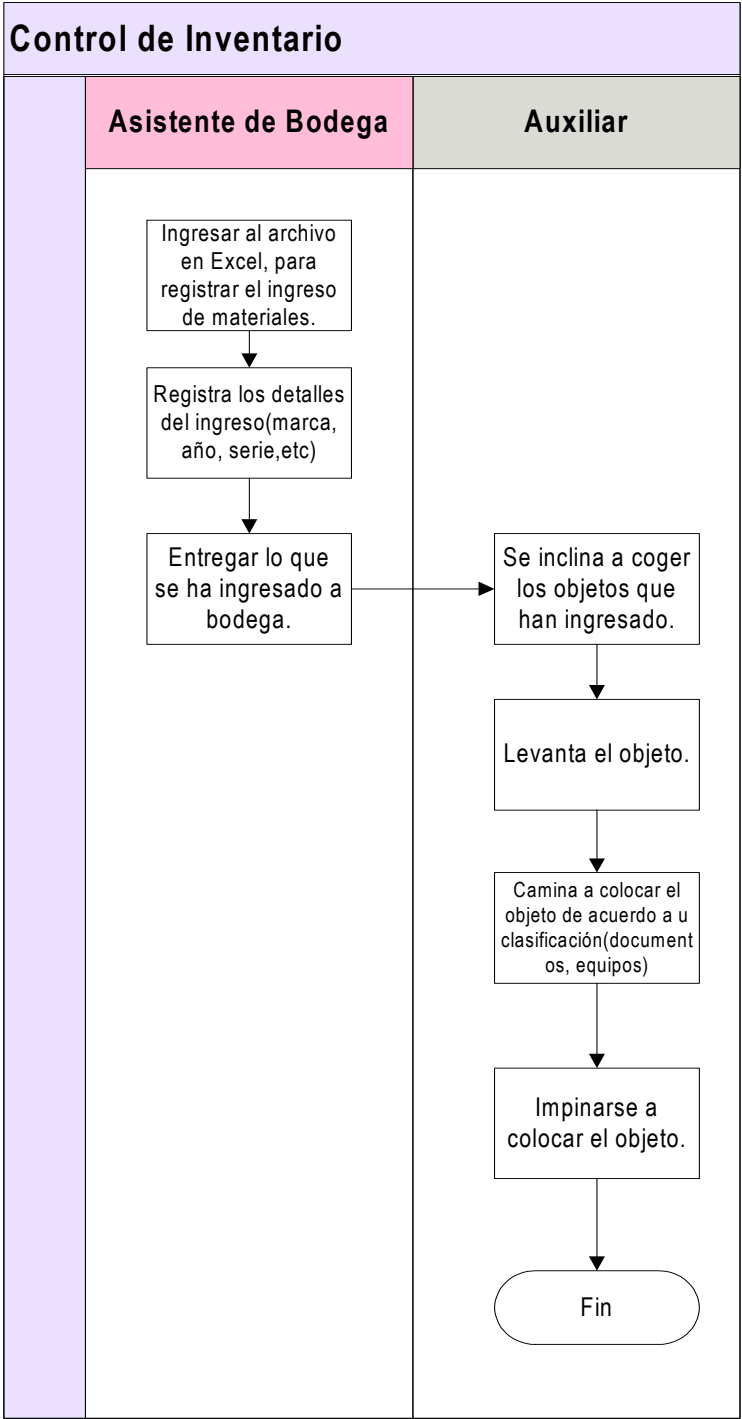 Control de Inventario
Asistente de Bodega
Auxiliar
Ingresar al archivo
en Excel, para
registrar el ingreso
de materiales.
Registra los detalles
del ingreso(marca,
año, serie,etc)
Entregar lo que
se ha ingresado a
bodega.
Se inclina a coger
los objetos que
han ingresado.
Levanta el objeto.
Camina a colocar el
objeto de acuerdo a u
clasificación(document
os, equipos)
Impinarse a
colocar el objeto.
Fin